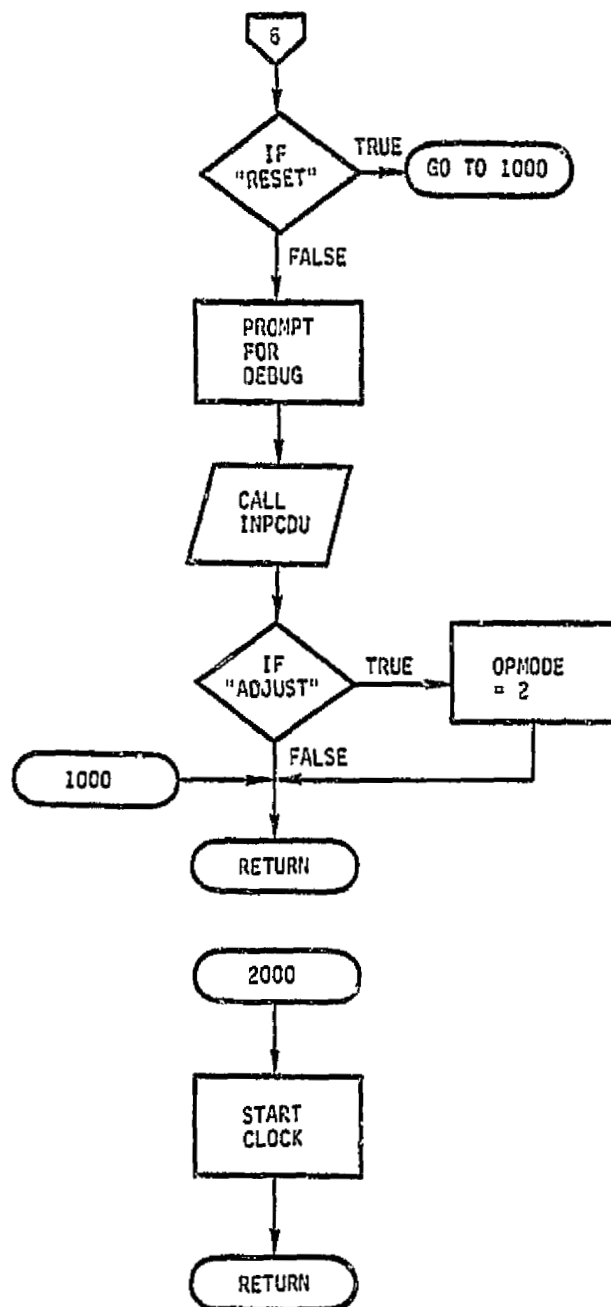 6
IF
"RESET"
TRUE
GO TO 1000
FALSE
PROMPT
FOR
DEBUG
CALL
INPCDU
IF
"ADJUST"
TRUE
OPMODE
= 2
FALSE
1000
RETURN
2000
START
CLOCK
RETURN